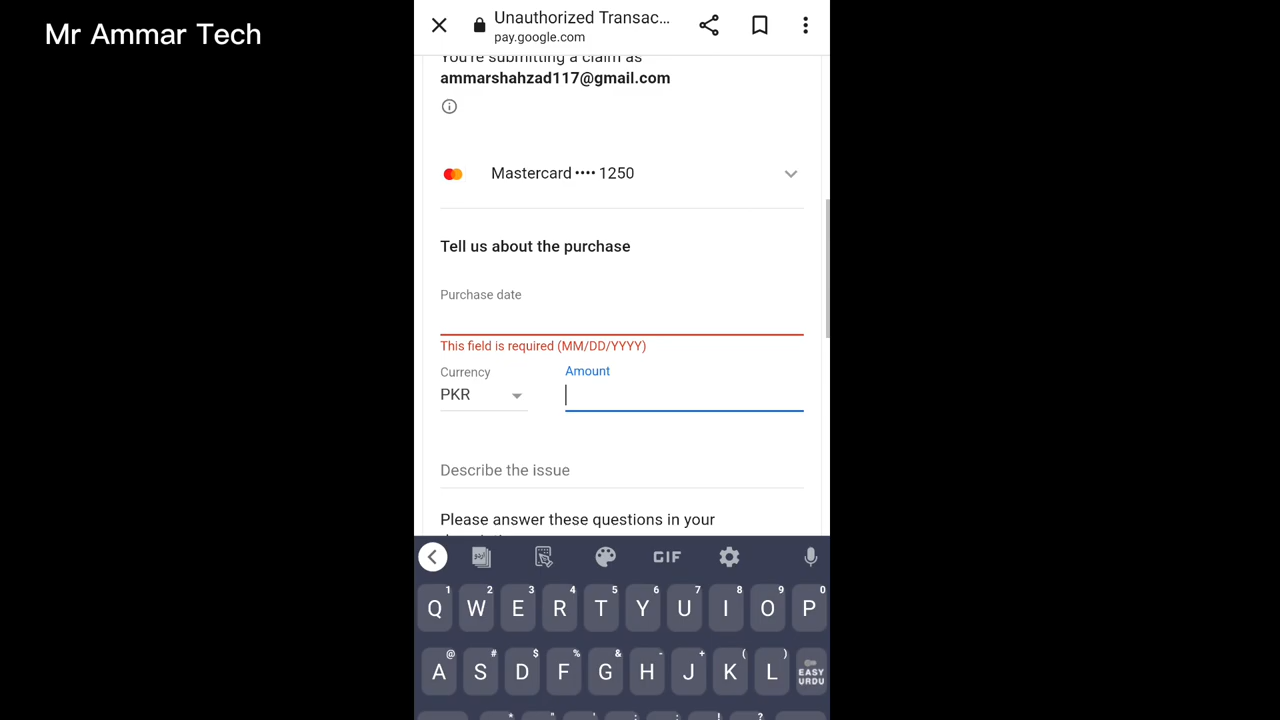 Mr Ammar Tech
Unauthorized Transac...
pay.google.com
You're submitting a claim as
ammarshahzad117@gmail.com
Mastercard •••• 1250
Tell us about the purchase
Purchase date
This field is required (MM/DD/YYYY)
Currency
Amount
PKR
Describe the issue
Please answer these questions in your
GIF
1 2 3 4 5 6 7 8 9 0
Q W E R T Y U I O P
@ # $ % & - + ( )
A S D F G H J K L EASY URDU
* " ' : ; ! ?